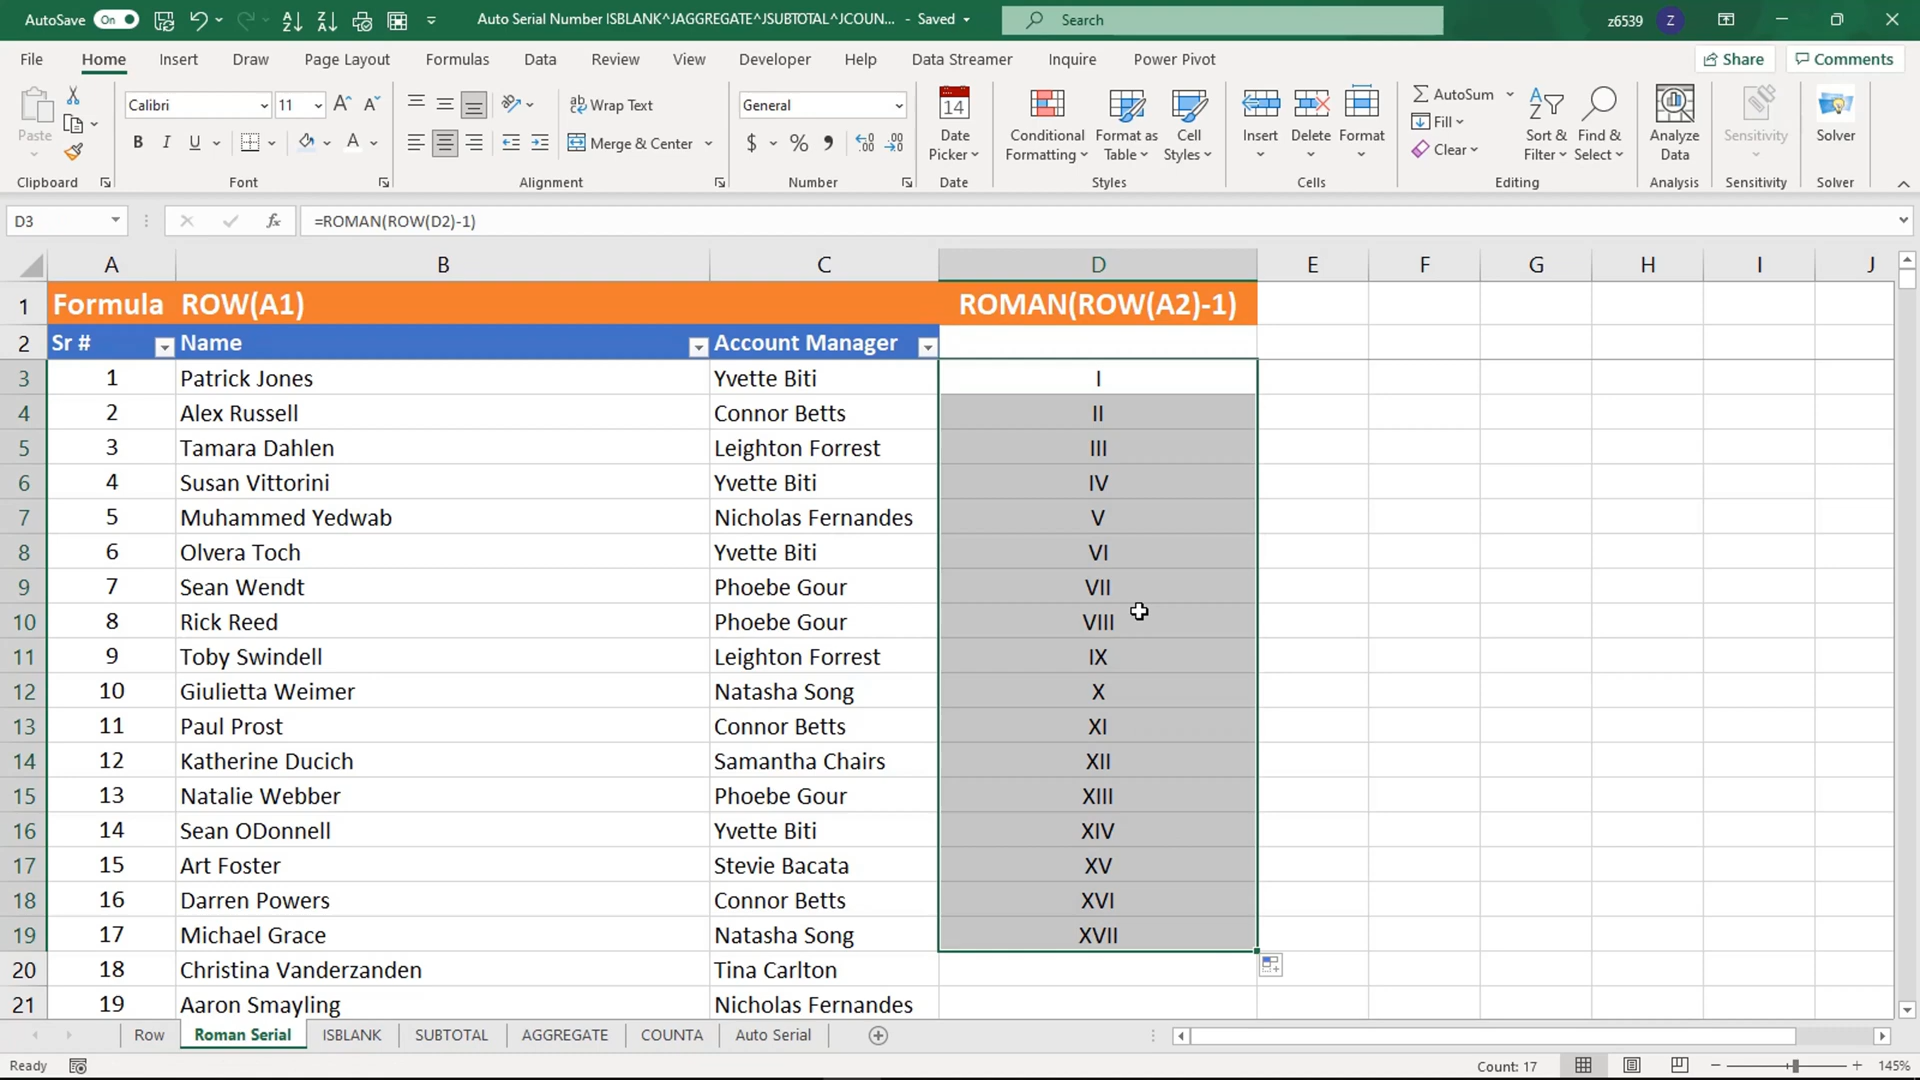 AutoSave On Auto Serial Number ISBLANK^JAGGREGATE^JSUBTOTAL^JCOUN... - Saved Search z6539 Z
File Home Insert Draw Page Layout Formulas Data Review View Developer Help Data Streamer Inquire Power Pivot Share Comments
Paste
Calibri 11
B I U A
Wrap Text
Merge & Center
General
$ % 9
14
Date Picker
Conditional Formatting
Format as Table
Cell Styles
Insert Delete Format
AutoSum
Fill
Clear
Sort & Filter
Find & Select
Analyze Data
Sensitivity
Solver
Clipboard Font Alignment Number Date Styles Cells Editing Analysis Sensitivity Solver
D3 fx =ROMAN(ROW(D2)-1)
A B C D E F G H I J
1 Formula ROW(A1) ROMAN(ROW(A2)-1)
2 Sr # Name Account Manager
3 1 Patrick Jones Yvette Biti I
4 2 Alex Russell Connor Betts II
5 3 Tamara Dahlen Leighton Forrest III
6 4 Susan Vittorini Yvette Biti IV
7 5 Muhammed Yedwab Nicholas Fernandes V
8 6 Olvera Toch Yvette Biti VI
9 7 Sean Wendt Phoebe Gour VII
10 8 Rick Reed Phoebe Gour VIII
11 9 Toby Swindell Leighton Forrest IX
12 10 Giulietta Weimer Natasha Song X
13 11 Paul Prost Connor Betts XI
14 12 Katherine Ducich Samantha Chairs XII
15 13 Natalie Webber Phoebe Gour XIII
16 14 Sean ODonnell Yvette Biti XIV
17 15 Art Foster Stevie Bacata XV
18 16 Darren Powers Connor Betts XVI
19 17 Michael Grace Natasha Song XVII
20 18 Christina Vanderzanden Tina Carlton
21 19 Aaron Smayling Nicholas Fernandes
Row Roman Serial ISBLANK SUBTOTAL AGGREGATE COUNTA Auto Serial
Ready Count: 17 145%